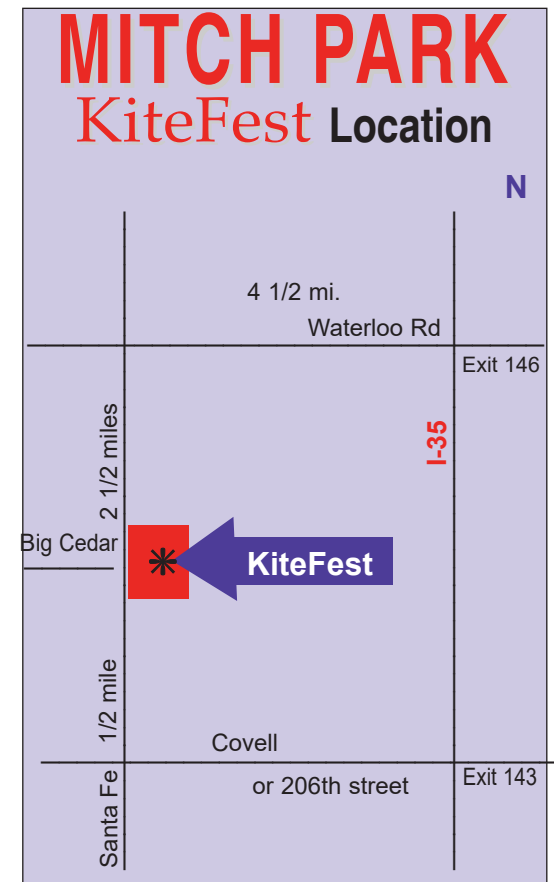 MITCH PARK
KiteFest Location
N
4 1/2 mi.
Waterloo Rd
Exit 146
I-35
2 1/2 miles
Big Cedar
KiteFest
1/2 mile
Covell
or 206th street
Exit 143
Santa Fe